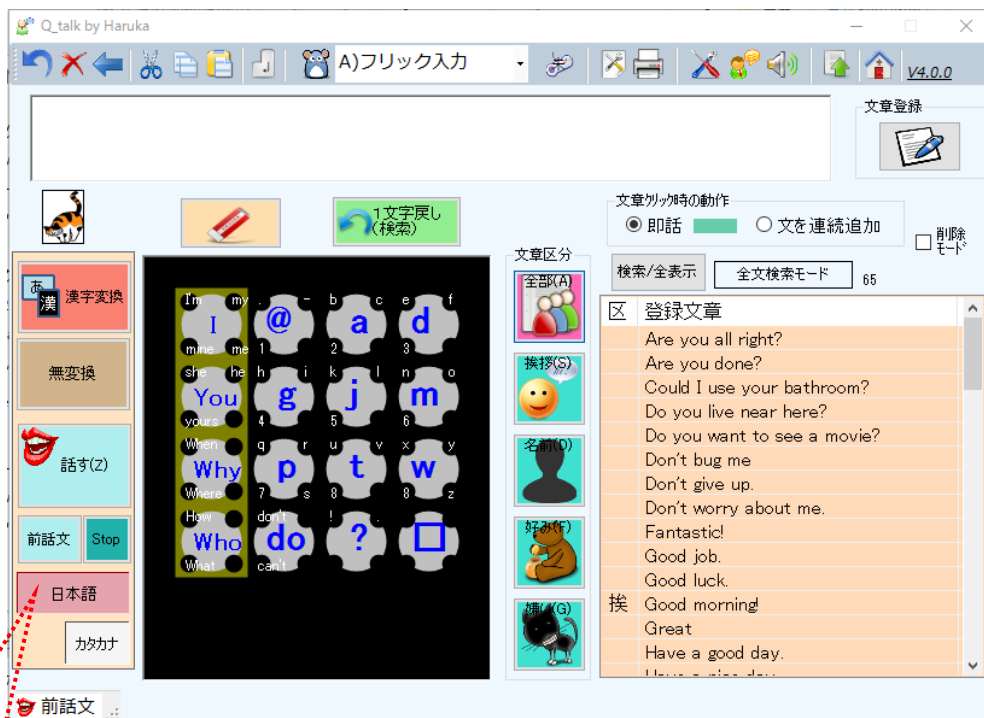 Q_talk by Haruka
A)フリック入力
V4.0.0
文章登録
1文字戻し
(検索)
文章クリック時の動作
即話
文を連続追加
削除
モード
文章区分
検索/全表示
全文検索モード
65
あ
漢
漢字変換
無変換
話す(Z)
前話文
Stop
日本語
カタカナ
I'm my . - b c e f
I @ a d
mine me 1 2 3
she he h i k l n o
You g j m
yours 4 5 6
When q r u v x y
Why p t w
Where 7 s 8 8 z
How don't ! .
Who do ?
What can't
全部(A)
挨拶(S)
名前(D)
好み(F)
嫌い(G)
区 登録文章
Are you all right?
Are you done?
Could I use your bathroom?
Do you live near here?
Do you want to see a movie?
Don't bug me
Don't give up.
Don't worry about me.
Fantastic!
Good job.
Good luck.
挨 Good morning!
Great
Have a good day.
前話文